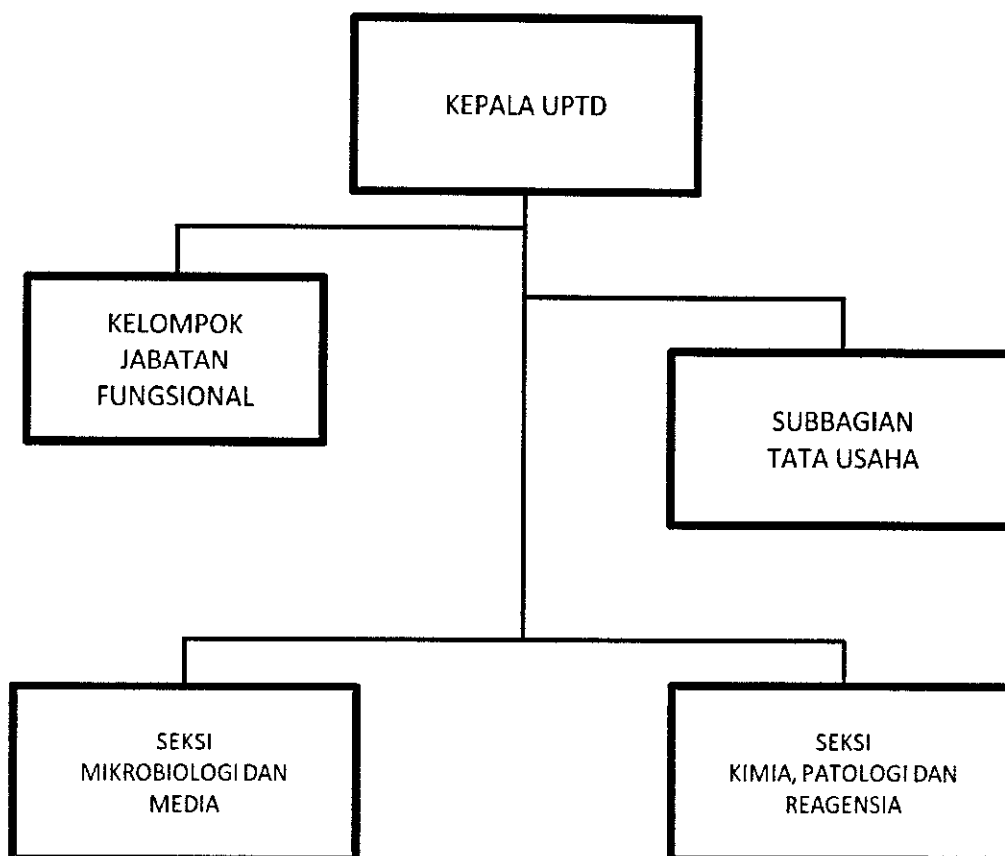 KEPALA UPTD
KELOMPOK
JABATAN
FUNGSIONAL
SUBBAGIAN
TATA USAHA
SEKSI
MIKROBIOLOGI DAN
MEDIA
SEKSI
KIMIA, PATOLOGI DAN
REAGENSIA